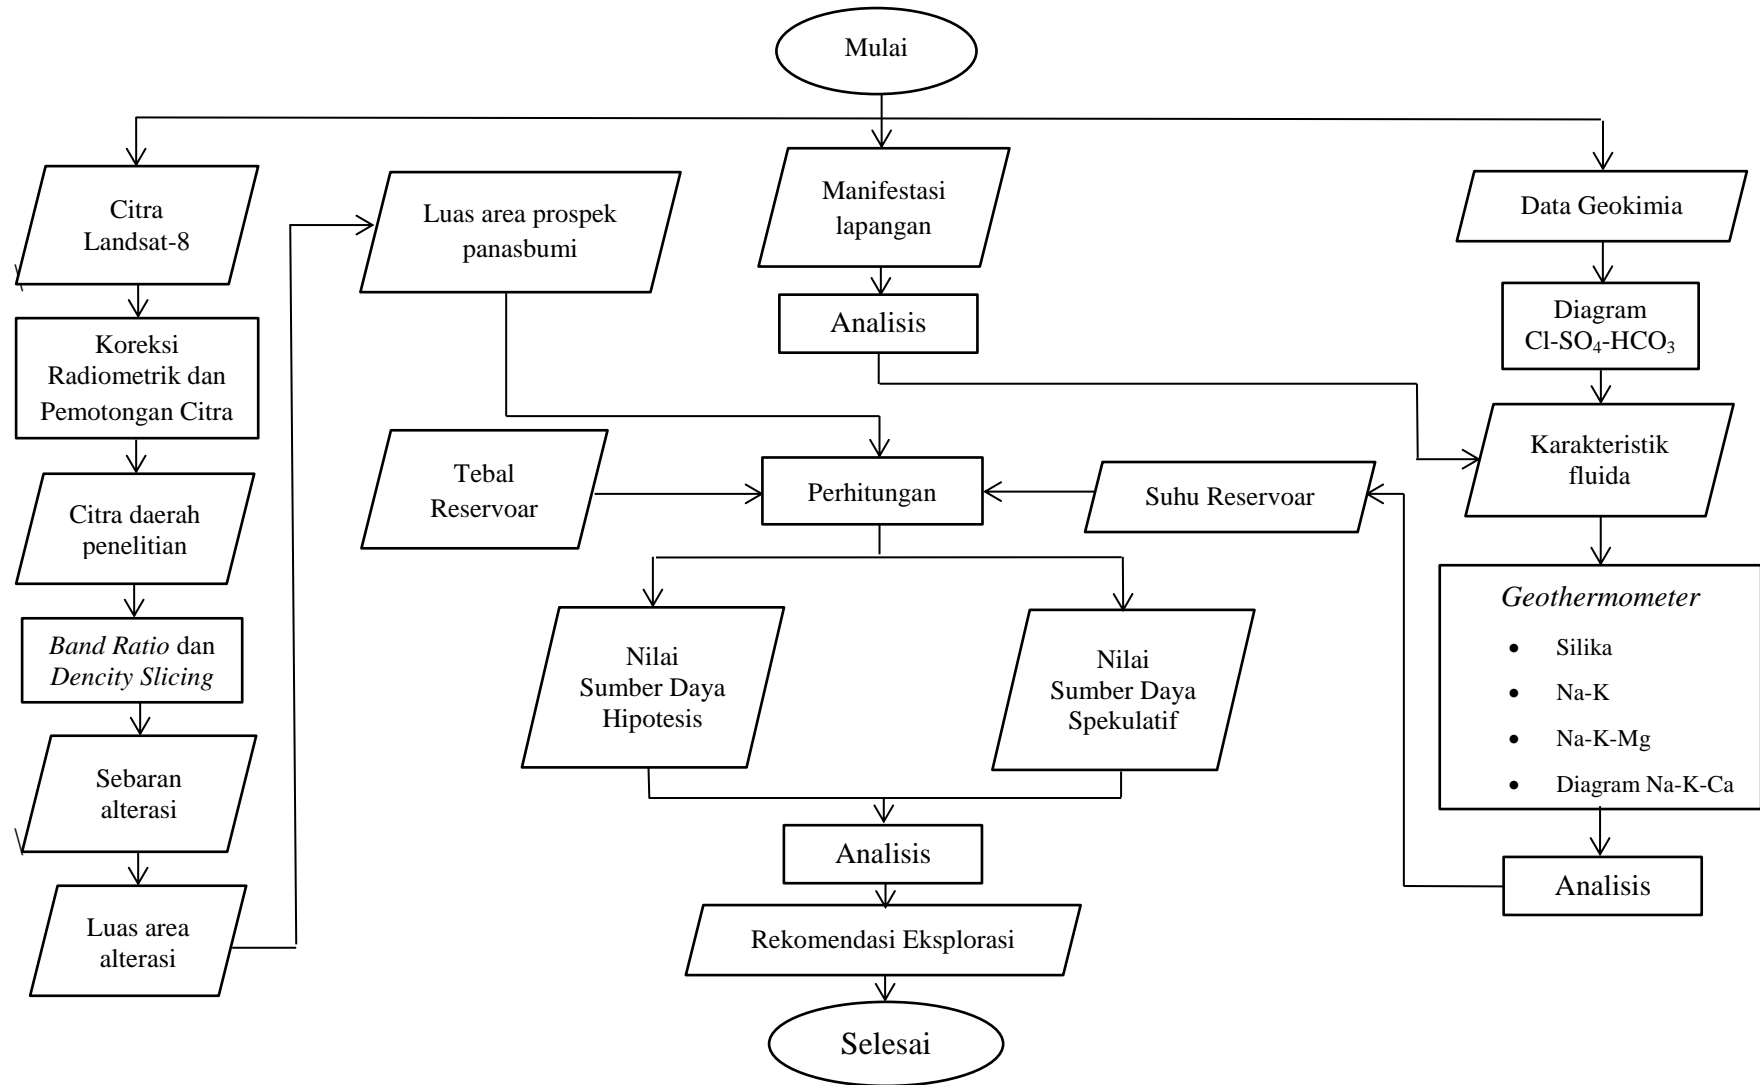 Mulai
Citra
Landsat-8
Koreksi
Radiometrik dan
Pemotongan Citra
Citra daerah
penelitian
Band Ratio dan
Dencity Slicing
Sebaran
alterasi
Luas area
alterasi
Luas area prospek
panasbumi
Manifestasi
lapangan
Analisis
Data Geokimia
Diagram
Cl-SO₄-HCO₃
Karakteristik
fluida
Geothermometer
• Silika
• Na-K
• Na-K-Mg
• Diagram Na-K-Ca
Analisis
Suhu Reservoar
Tebal
Reservoar
Perhitungan
Nilai
Sumber Daya
Hipotesis
Nilai
Sumber Daya
Spekulatif
Analisis
Rekomendasi Eksplorasi
Selesai